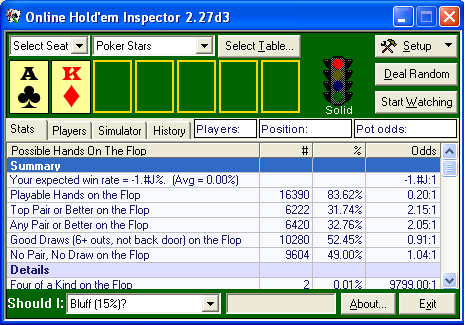 Online Hold'em Inspector 2.27d3
Select Seat Poker Stars Select Table... Setup
A K
Deal Random
Solid
Start Watching
Stats Players Simulator History Players: Position: Pot odds:
Possible Hands On The Flop # % Odds
Summary
Your expected win rate = -1.#J%. (Avg = 0.00%) -1.#J:1
Playable Hands on the Flop 16390 83.62% 0.20:1
Top Pair or Better on the Flop 6222 31.74% 2.15:1
Any Pair or Better on the Flop 6420 32.76% 2.05:1
Good Draws (6+ outs, not back door) on the Flop 10280 52.45% 0.91:1
No Pair, No Draw on the Flop 9604 49.00% 1.04:1
Details
Four of a Kind on the Flop 2 0.01% 9799.00:1
Should I: Bluff (15%)? About... Exit